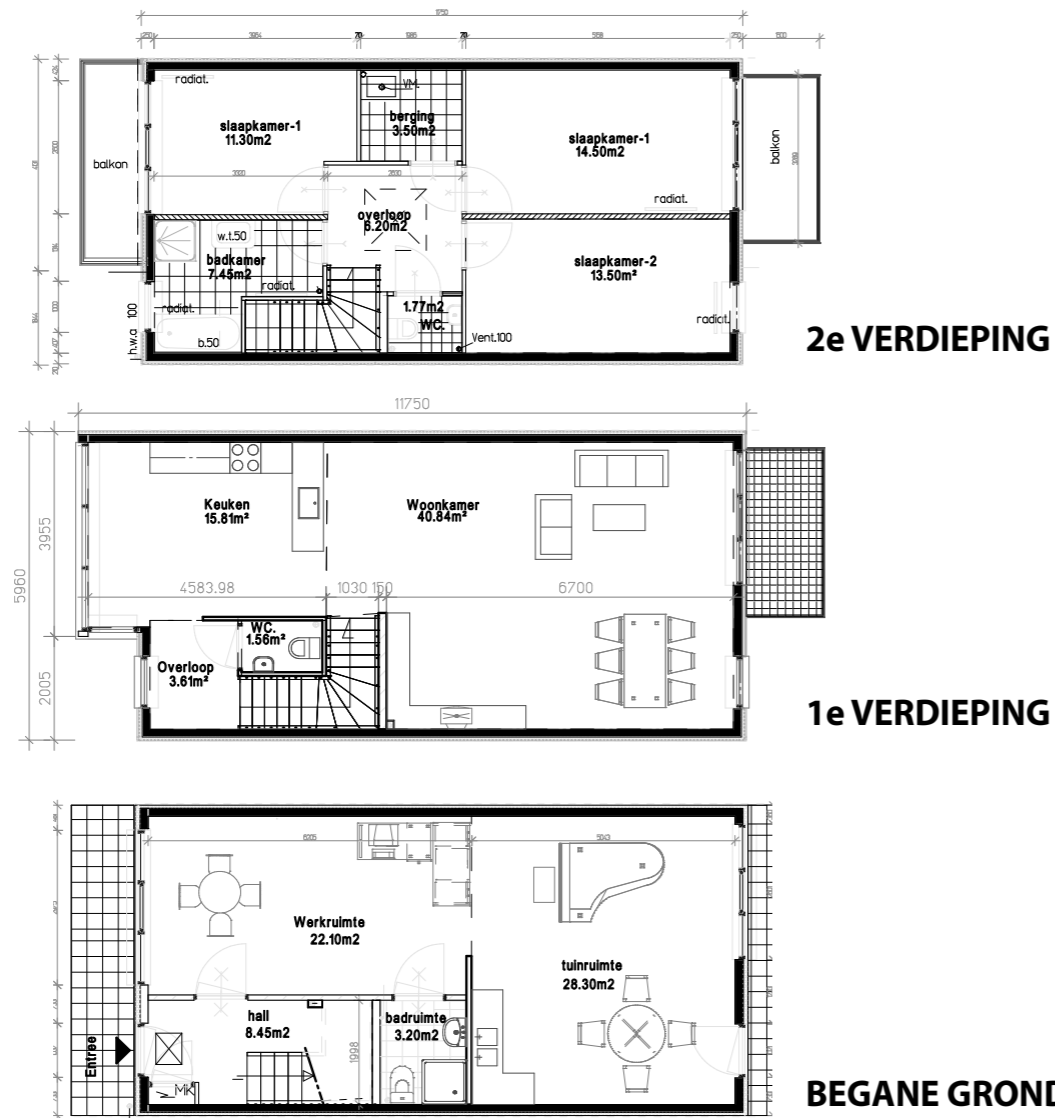 radiat.
VM.
slaapkamer-1
11.30m2
berging
3.50m2
slaapkamer-1
14.50m2
balkon
balkon
radiat.
overloop
6.20m2
w.t.50
badkamer
7.45m2
slaapkamer-2
13.50m²
radiat.
radiat.
1.77m2
WC.
radiat.
h.w.a 100
b.50
Vent.100
2e VERDIEPING
11750
Keuken
15.81m²
Woonkamer
40.84m²
3955
5960
4583.98
1030
150
6700
WC.
1.56m²
Overloop
3.61m²
2005
1e VERDIEPING
6205
5043
Werkruimte
22.10m2
tuinruimte
28.30m2
hall
8.45m2
badruimte
3.20m2
1998
Entree
MK
BEGANE GROND